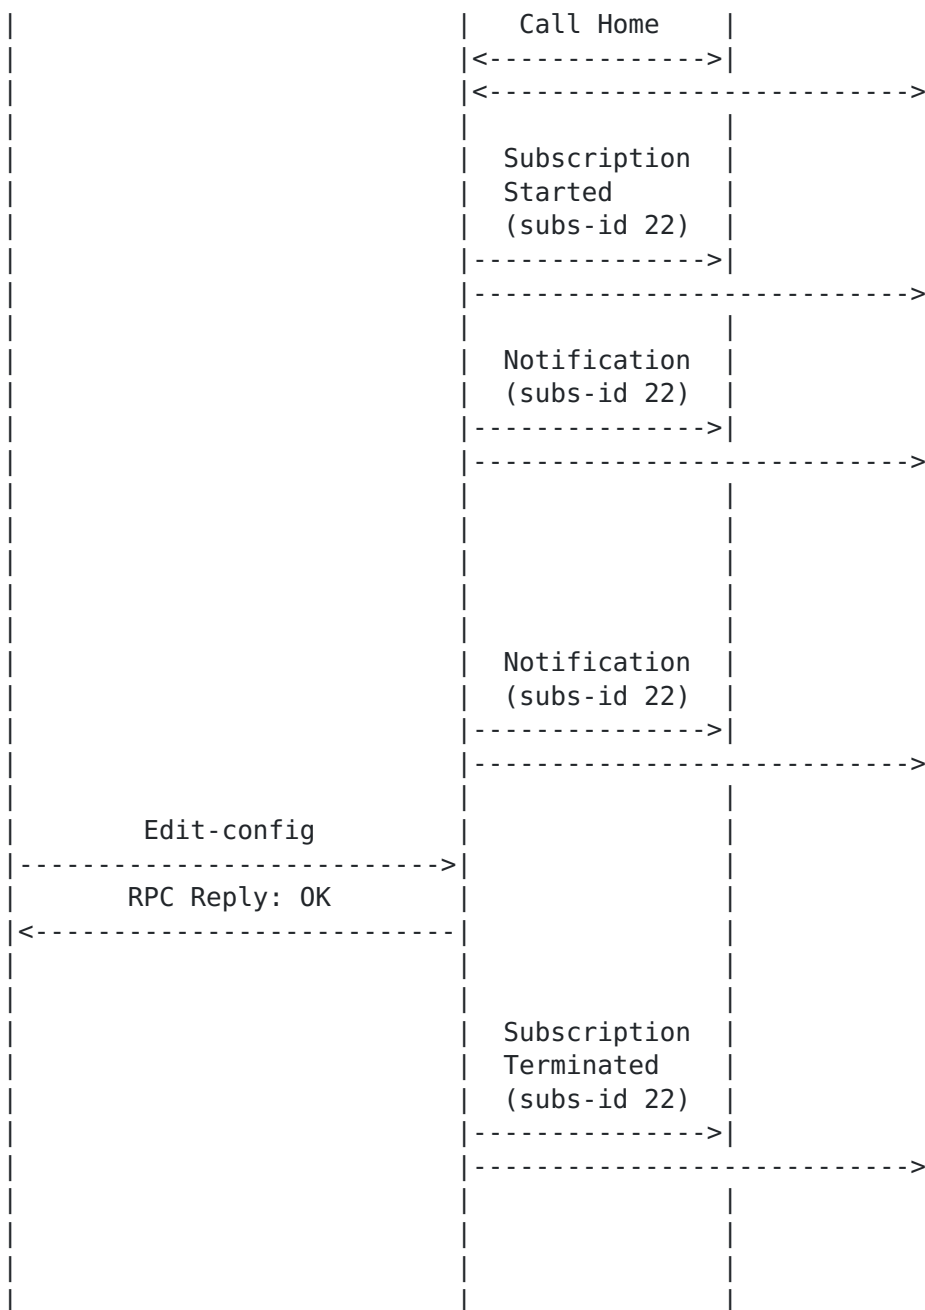 |                            |   Call Home    |
|                            |<-------------->|
|                            |<--------------------------->
|                            |                |
|                            |  Subscription  |
|                            |  Started       |
|                            |  (subs-id 22)  |
|                            |--------------->|
|                            |---------------------------->
|                            |                |
|                            |  Notification  |
|                            |  (subs-id 22)  |
|                            |--------------->|
|                            |---------------------------->
|                            |                |
|                            |                |
|                            |                |
|                            |                |
|                            |                |
|                            |  Notification  |
|                            |  (subs-id 22)  |
|                            |--------------->|
|                            |---------------------------->
|                            |                |
|        Edit-config         |                |
|--------------------------->|                |
|       RPC Reply: OK        |                |
|<---------------------------|                |
|                            |                |
|                            |                |
|                            |  Subscription  |
|                            |  Terminated    |
|                            |  (subs-id 22)  |
|                            |--------------->|
|                            |---------------------------->
|                            |                |
|                            |                |
|                            |                |
|                            |                |